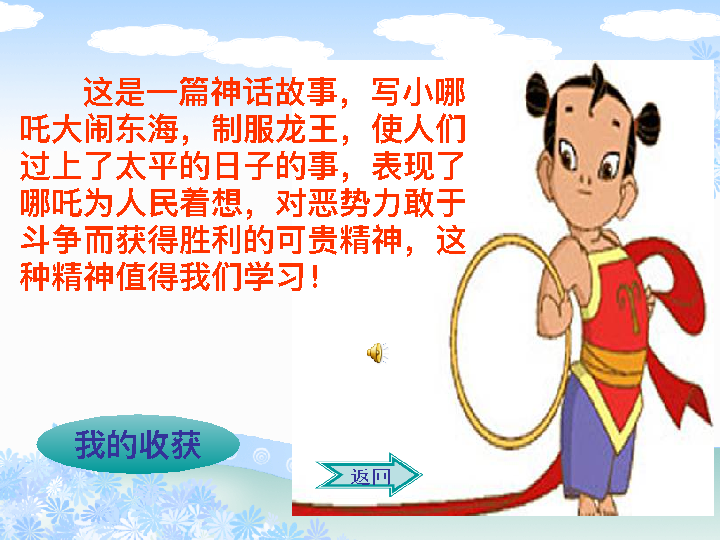 这是一篇神话故事，写小哪
吒大闹东海，制服龙王，使人们
过上了太平的日子的事，表现了
哪吒为人民着想，对恶势力敢于
斗争而获得胜利的可贵精神，这
种精神值得我们学习！
我的收获
返回